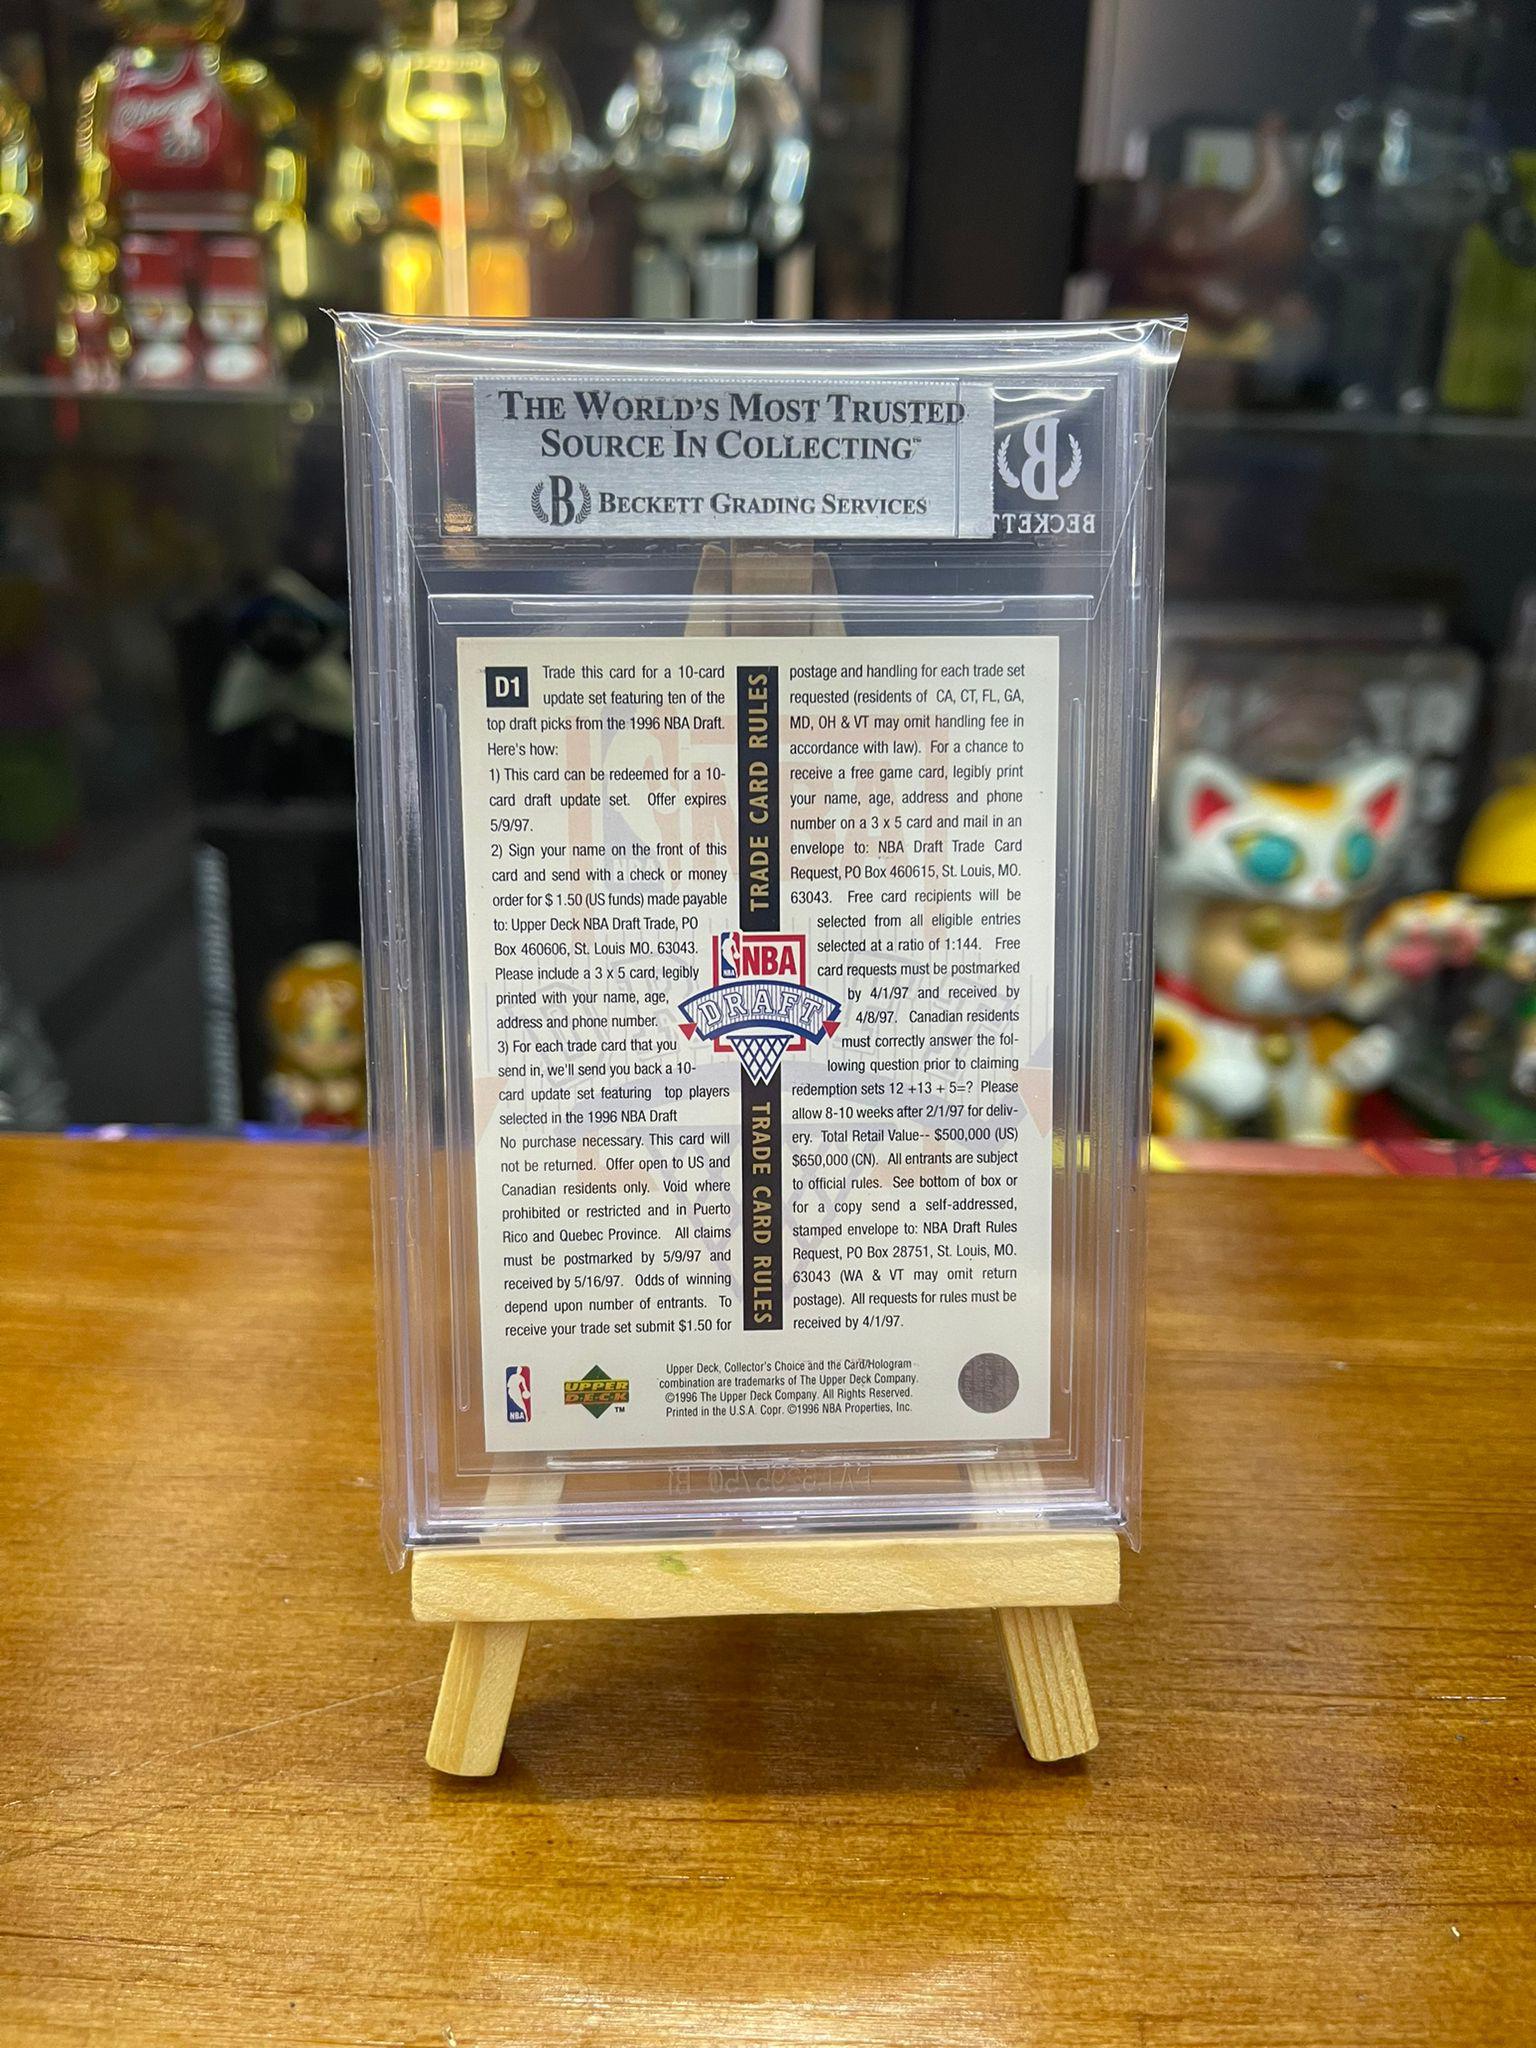 THE WORLD'S MOST TRUSTED
SOURCE IN COLLECTING™
B BECKETT GRADING SERVICES
B
BECKETT
D1
Trade this card for a 10-card
update set featuring ten of the
top draft picks from the 1996 NBA Draft.
Here's how:
1) This card can be redeemed for a 10-
card draft update set. Offer expires
5/9/97.
2) Sign your name on the front of this
card and send with a check or money
order for $ 1.50 (US funds) made payable
to: Upper Deck NBA Draft Trade, PO
Box 460606, St. Louis MO. 63043.
Please include a 3 x 5 card, legibly
printed with your name, age,
address and phone number.
3) For each trade card that you
send in, we'll send you back a 10-
card update set featuring top players
selected in the 1996 NBA Draft
No purchase necessary. This card will
not be returned. Offer open to US and
Canadian residents only. Void where
prohibited or restricted and in Puerto
Rico and Quebec Province. All claims
must be postmarked by 5/9/97 and
received by 5/16/97. Odds of winning
depend upon number of entrants. To
receive your trade set submit $1.50 for
TRADE CARD RULES
NBA
NBA
DRAFT
TRADE CARD RULES
postage and handling for each trade set
requested (residents of CA, CT, FL, GA,
MD, OH & VT may omit handling fee in
accordance with law). For a chance to
receive a free game card, legibly print
your name, age, address and phone
number on a 3 x 5 card and mail in an
envelope to: NBA Draft Trade Card
Request, PO Box 460615, St. Louis, MO.
63043. Free card recipients will be
selected from all eligible entries
selected at a ratio of 1:144. Free
card requests must be postmarked
by 4/1/97 and received by
4/8/97. Canadian residents
must correctly answer the fol-
lowing question prior to claiming
redemption sets 12 +13 + 5=? Please
allow 8-10 weeks after 2/1/97 for deliv-
ery. Total Retail Value-- $500,000 (US)
$650,000 (CN). All entrants are subject
to official rules. See bottom of box or
for a copy send a self-addressed,
stamped envelope to: NBA Draft Rules
Request, PO Box 28751, St. Louis, MO.
63043 (WA & VT may omit return
postage). All requests for rules must be
received by 4/1/97.
NBA
UPPER
DECK
TM
Upper Deck, Collector's Choice and the Card/Hologram
combination are trademarks of The Upper Deck Company.
©1996 The Upper Deck Company. All Rights Reserved.
Printed in the U.S.A. Copr. ©1996 NBA Properties, Inc.